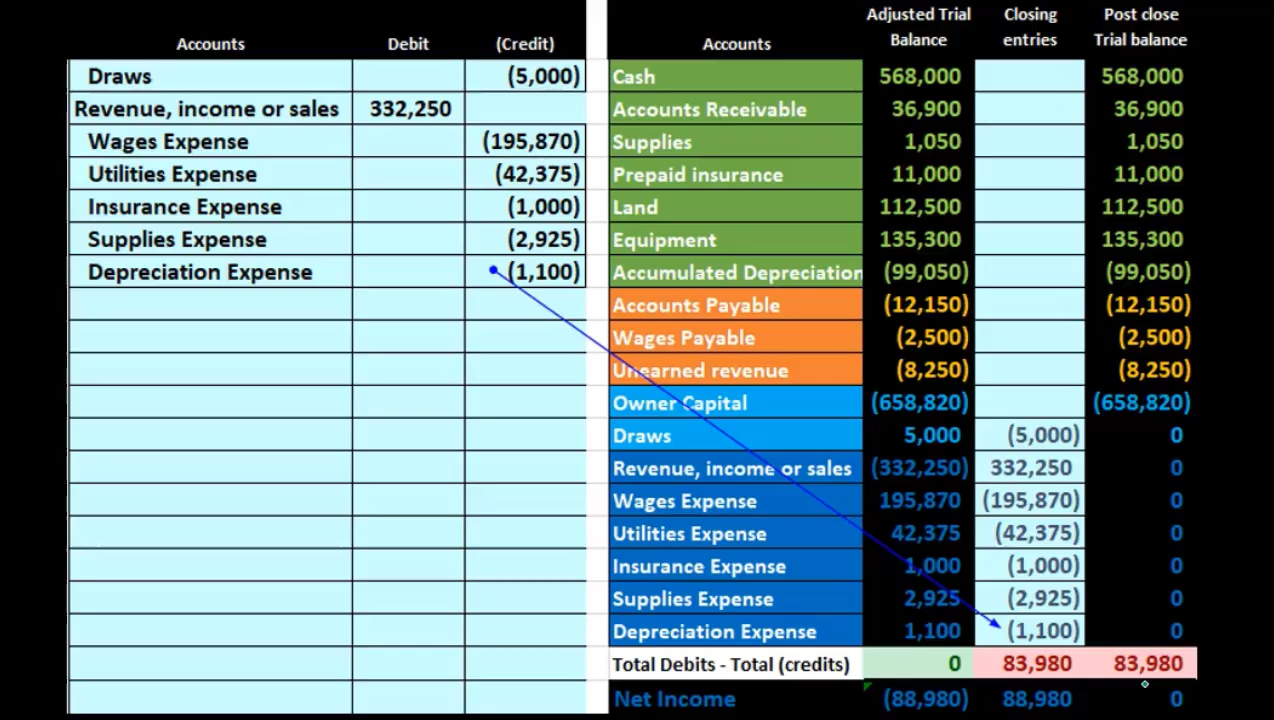 Accounts Debit (Credit)
Draws (5,000)
Revenue, income or sales 332,250
Wages Expense (195,870)
Utilities Expense (42,375)
Insurance Expense (1,000)
Supplies Expense (2,925)
Depreciation Expense (1,100)
Accounts Adjusted Trial Balance Closing entries Post close Trial balance
Cash 568,000 568,000
Accounts Receivable 36,900 36,900
Supplies 1,050 1,050
Prepaid insurance 11,000 11,000
Land 112,500 112,500
Equipment 135,300 135,300
Accumulated Depreciation (99,050) (99,050)
Accounts Payable (12,150) (12,150)
Wages Payable (2,500) (2,500)
Unearned revenue (8,250) (8,250)
Owner Capital (658,820) (658,820)
Draws 5,000 (5,000) 0
Revenue, income or sales (332,250) 332,250 0
Wages Expense 195,870 (195,870) 0
Utilities Expense 42,375 (42,375) 0
Insurance Expense 1,000 (1,000) 0
Supplies Expense 2,925 (2,925) 0
Depreciation Expense 1,100 (1,100) 0
Total Debits - Total (credits) 0 83,980 83,980
Net Income (88,980) 88,980 0